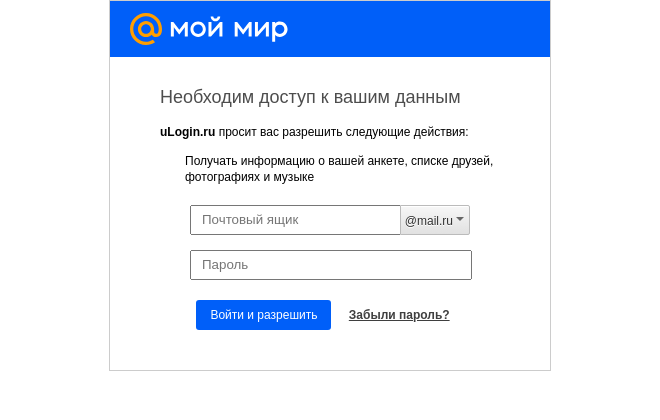 @ мой мир
Необходим доступ к вашим данным
uLogin.ru просит вас разрешить следующие действия:
Получать информацию о вашей анкете, списке друзей,
фотографиях и музыке
Почтовый ящик @mail.ru
Пароль
Войти и разрешить Забыли пароль?